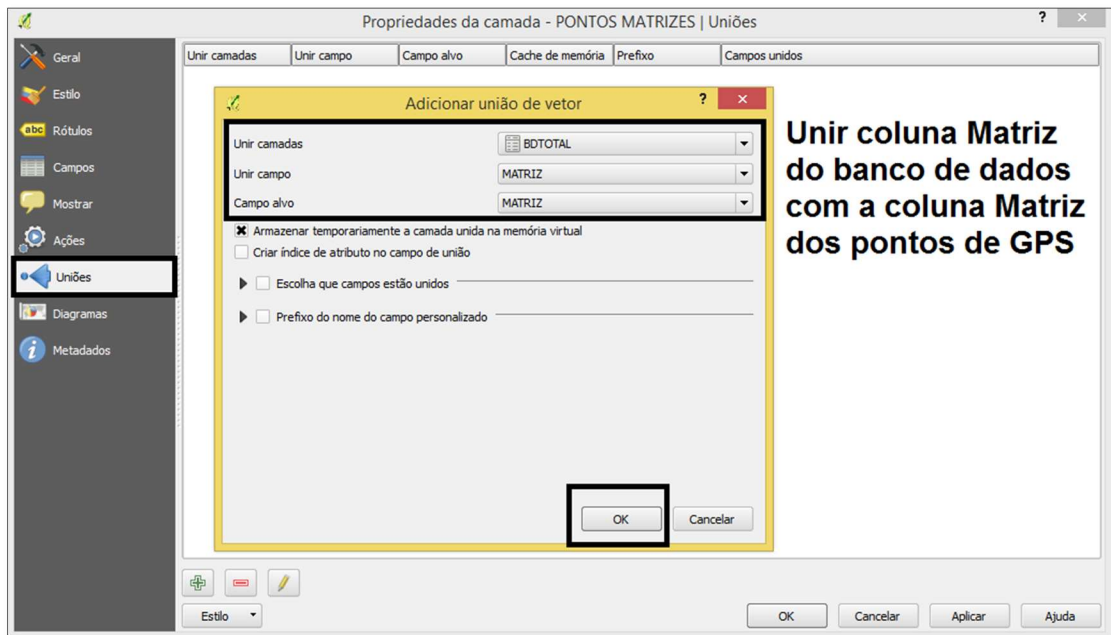 Propriedades da camada - PONTOS MATRIZES | Uniões
?
Geral
Estilo
abc Rótulos
Campos
Mostrar
Ações
Uniões
Diagramas
Metadados
Unir camadas Unir campo Campo alvo Cache de memória Prefixo Campos unidos
Adicionar união de vetor
?
Unir camadas BDTOTAL
Unir campo MATRIZ
Campo alvo MATRIZ
Armazenar temporariamente a camada unida na memória virtual
Criar índice de atributo no campo de união
Escolha que campos estão unidos
Prefixo do nome do campo personalizado
OK Cancelar
Unir coluna Matriz
do banco de dados
com a coluna Matriz
dos pontos de GPS
Estilo
OK Cancelar Aplicar Ajuda